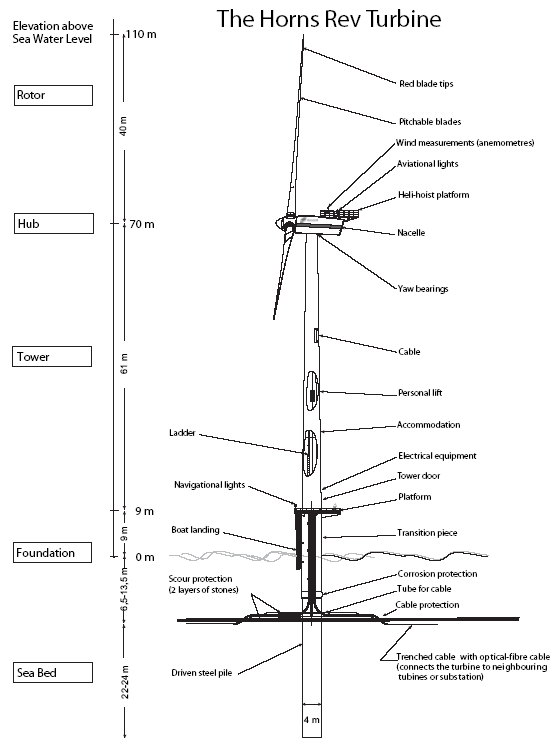 The Horns Rev Turbine
Elevation above
Sea Water Level
110 m
Rotor
40 m
Red blade tips
Pitchable blades
Wind measurements (anemometres)
Aviational lights
Heli-hoist platform
Hub
70 m
Nacelle
Yaw bearings
Tower
61 m
Cable
Personal lift
Accommodation
Ladder
Electrical equipment
Tower door
Navigational lights
Platform
9 m
9 m
Boat landing
Transition piece
Foundation
0 m
Corrosion protection
Scour protection
(2 layers of stones)
Tube for cable
Cable protection
6,5-13,5 m
Trenched cable with optical-fibre cable
(connects the turbine to neighbouring
tubines or substation)
Sea Bed
22-24 m
Driven steel pile
4 m